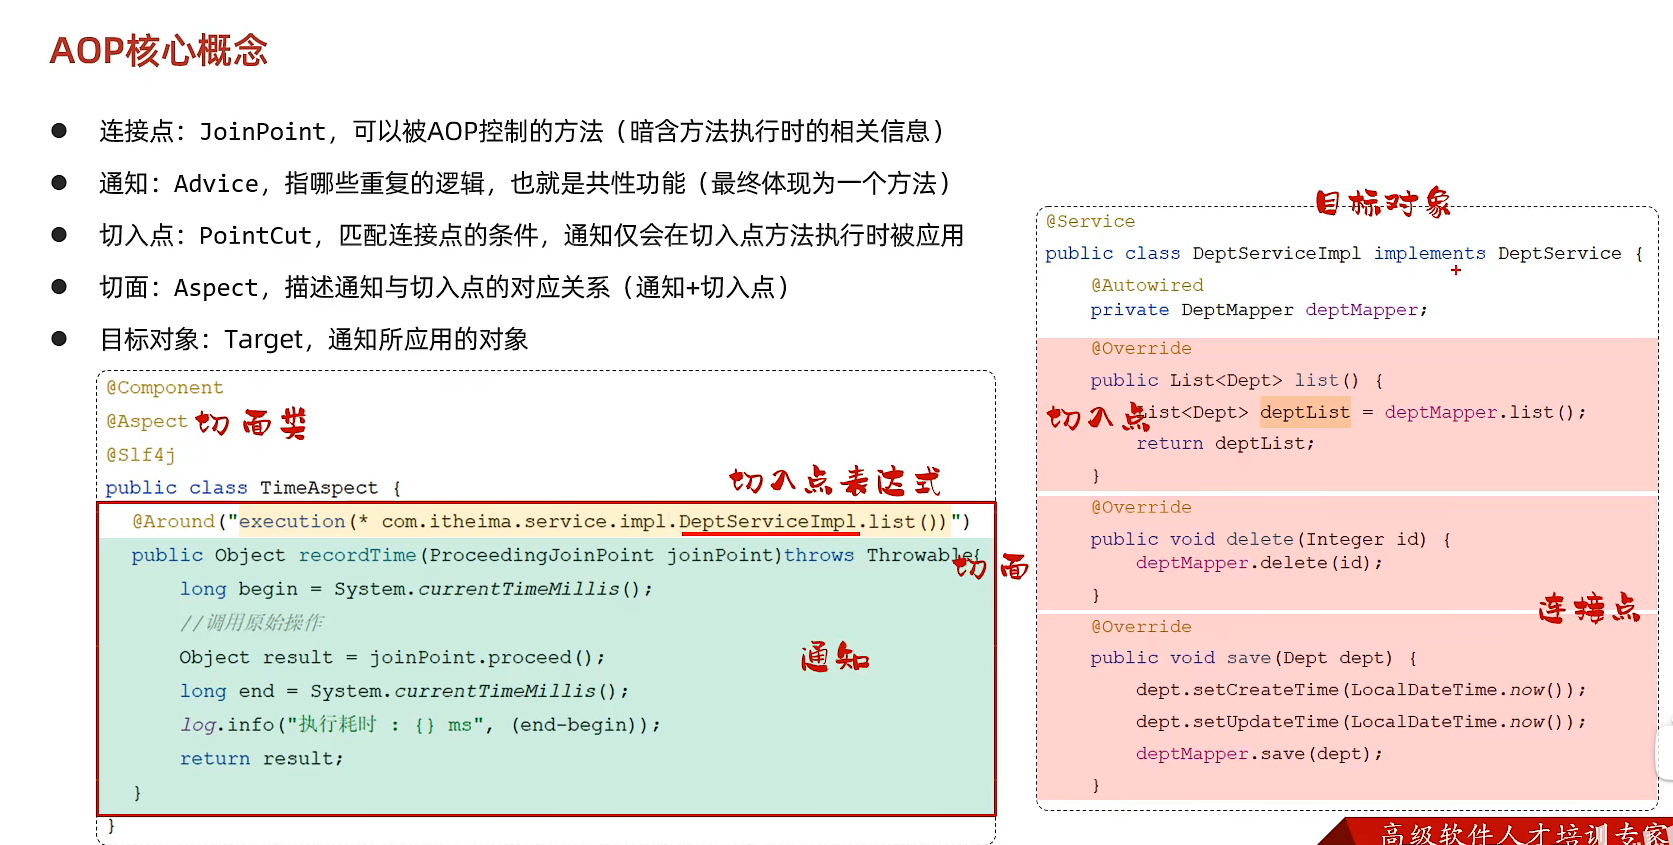 AOP核心概念
● 连接点：JoinPoint，可以被AOP控制的方法（暗含方法执行时的相关信息）
● 通知：Advice，指哪些重复的逻辑，也就是共性功能（最终体现为一个方法）
● 切入点：PointCut，匹配连接点的条件，通知仅会在切入点方法执行时被应用
● 切面：Aspect，描述通知与切入点的对应关系（通知+切入点）
● 目标对象：Target，通知所应用的对象
@Component
@Aspect 切面类
@Slf4j
public class TimeAspect {
切入点表达式
@Around("execution(* com.itheima.service.impl.DeptServiceImpl.list())")
public Object recordTime(ProceedingJoinPoint joinPoint)throws Throwable{
切面
long begin = System.currentTimeMillis();
//调用原始操作
Object result = joinPoint.proceed();
通知
long end = System.currentTimeMillis();
log.info("执行耗时 : {} ms", (end-begin));
return result;
}
}
目标对象
@Service
public class DeptServiceImpl implements DeptService {
@Autowired
private DeptMapper deptMapper;
@Override
public List<Dept> list() {
切入点
List<Dept> deptList = deptMapper.list();
return deptList;
}
@Override
public void delete(Integer id) {
deptMapper.delete(id);
}
连接点
@Override
public void save(Dept dept) {
dept.setCreateTime(LocalDateTime.now());
dept.setUpdateTime(LocalDateTime.now());
deptMapper.save(dept);
}
高级软件人才培训专家